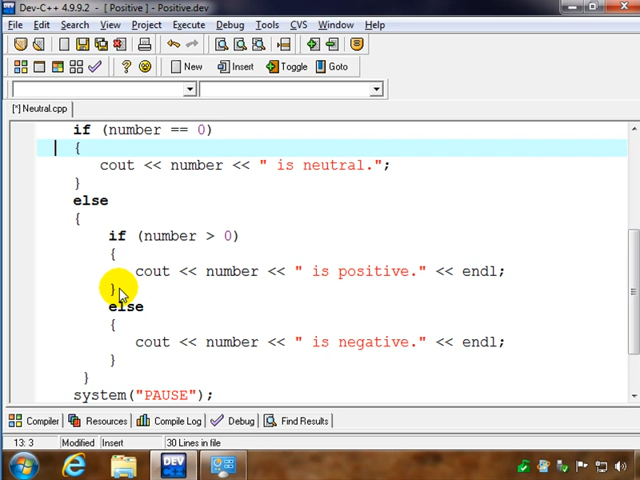 Dev-C++ 4.9.9.2 - [ Positive ] - Positive.dev
File Edit Search View Project Execute Debug Tools CVS Window Help
New Insert Toggle Goto
[*] Neutral.cpp
if (number == 0)
{
cout << number << " is neutral.";
}
else
{
if (number > 0)
{
cout << number << " is positive." << endl;
}
else
{
cout << number << " is negative." << endl;
}
}
system("PAUSE");
Compiler Resources Compile Log Debug Find Results
13: 3 Modified Insert 30 Lines in file
DEV